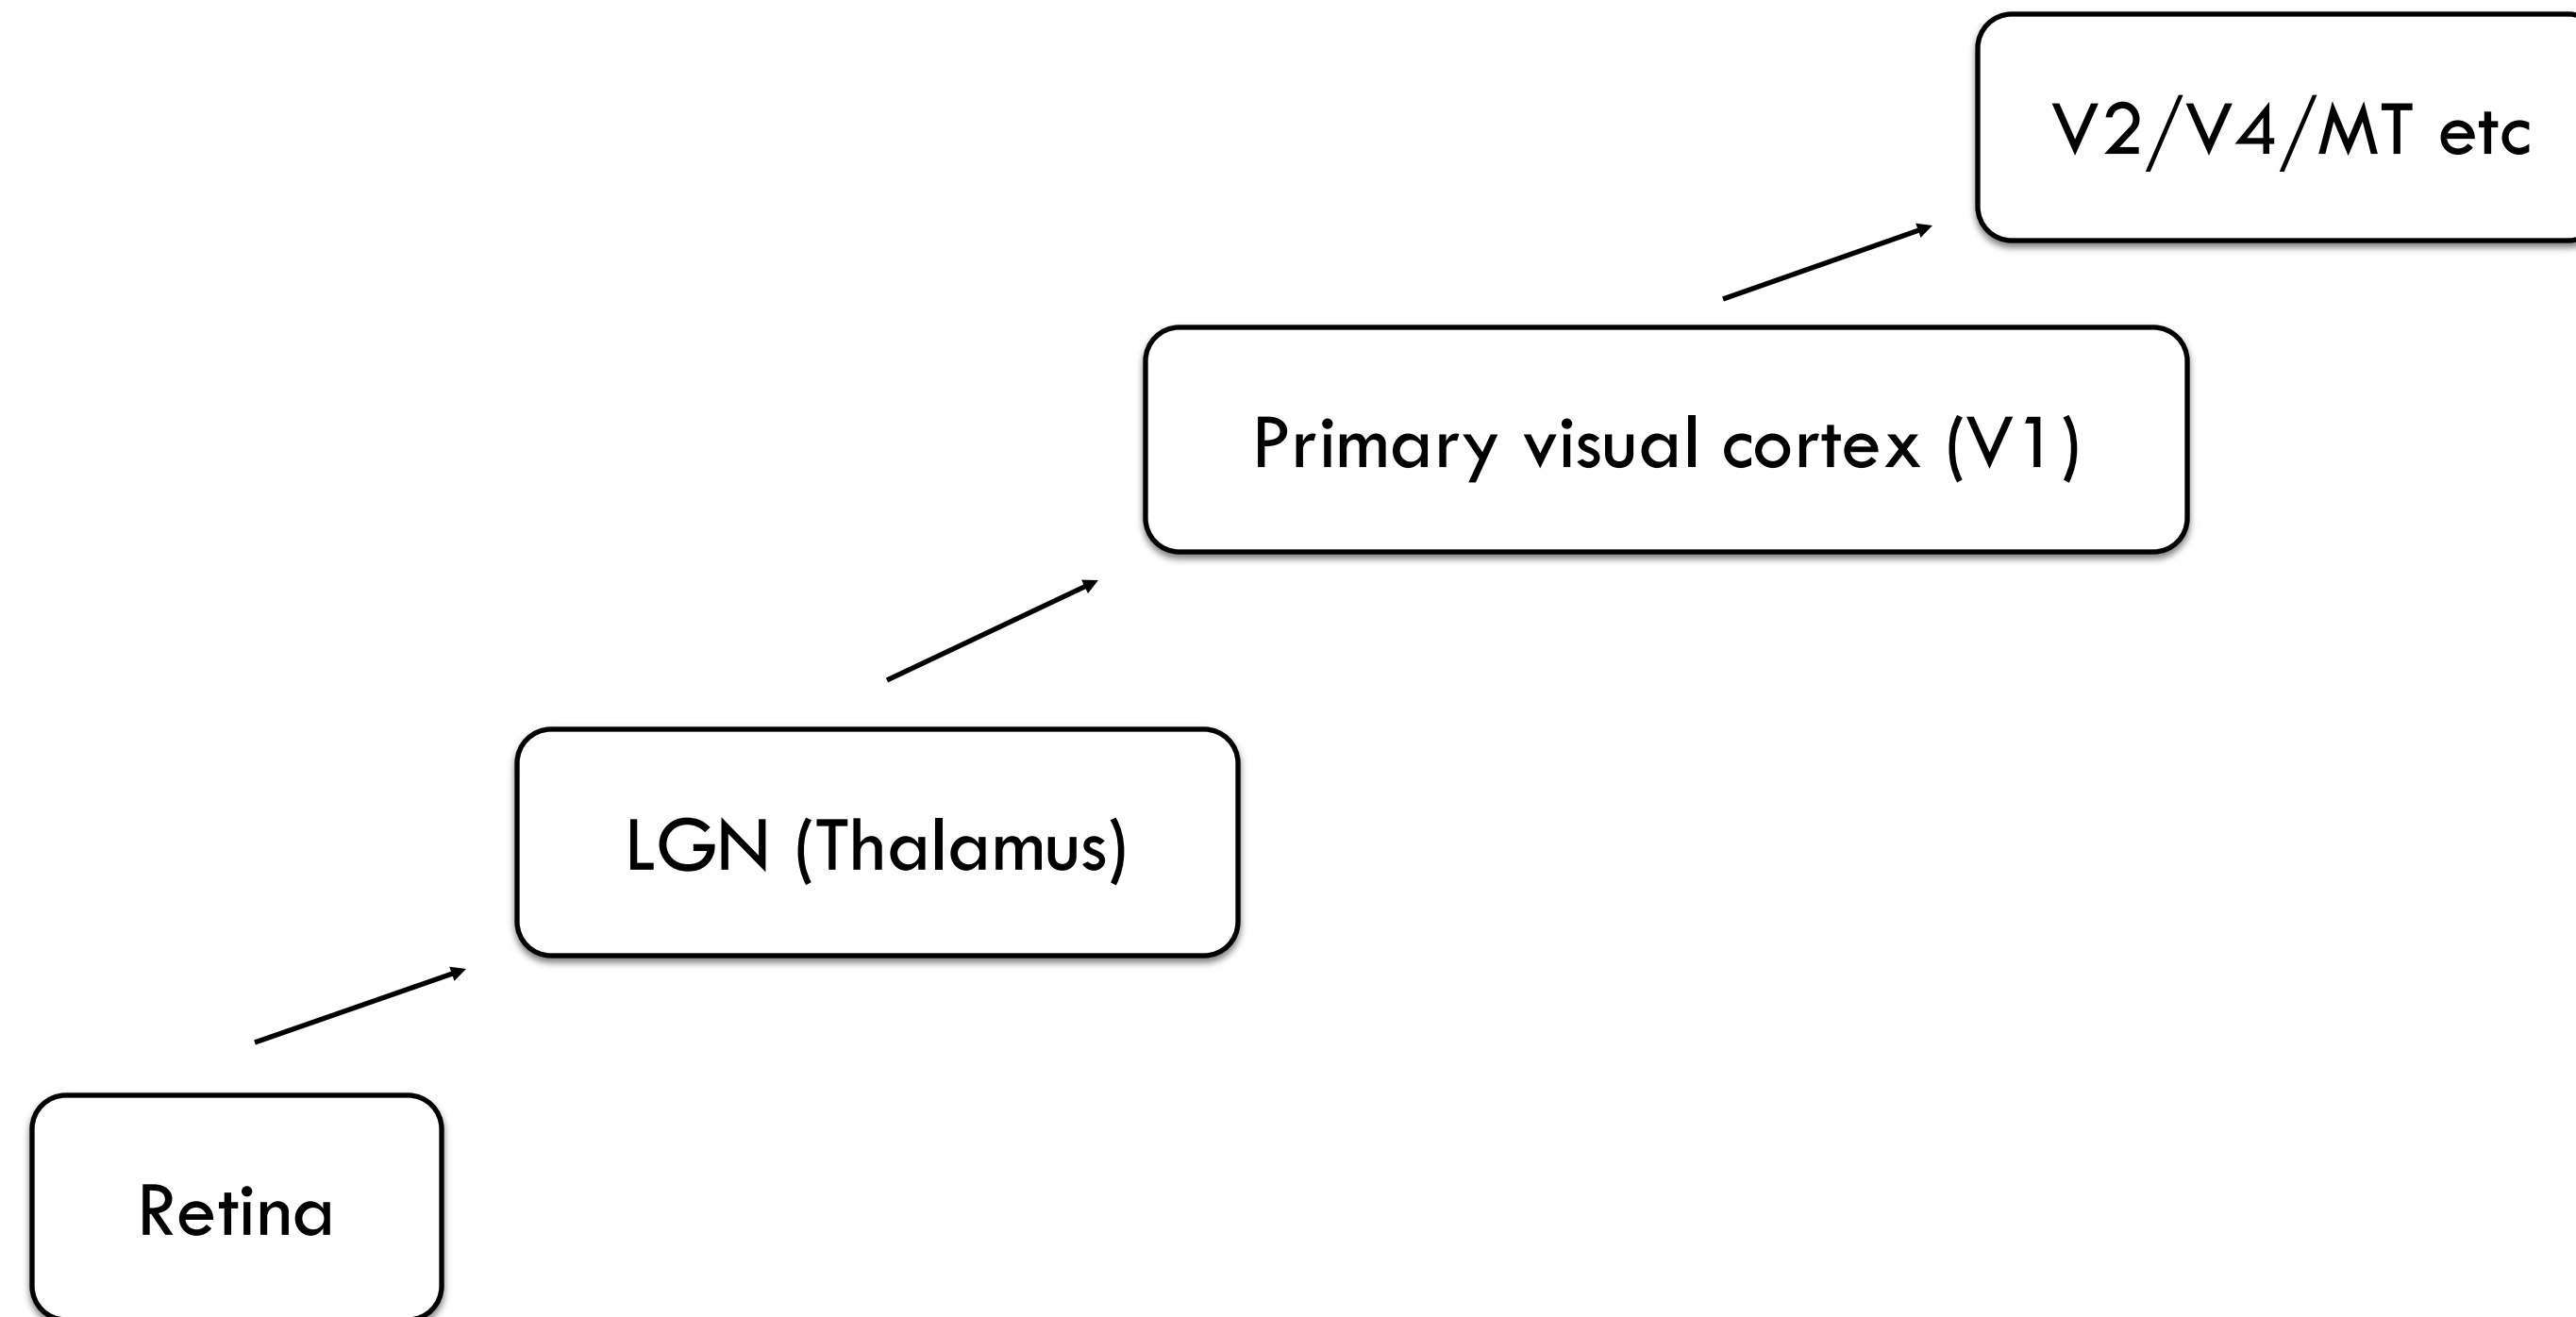 V2/V4/MT etc
Primary visual cortex (V1)
LGN (Thalamus)
Retina